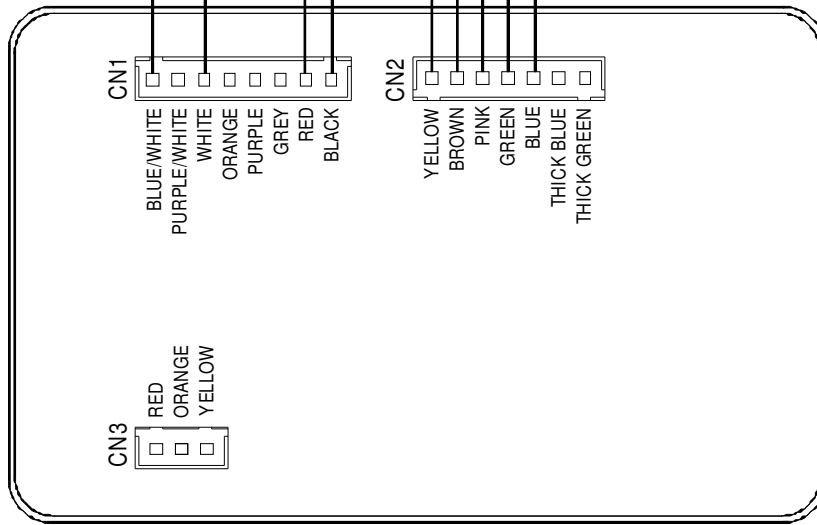 CN1
BLUE/WHITE
PURPLE/WHITE
WHITE
ORANGE
PURPLE
GREY
RED
BLACK
CN2
YELLOW
BROWN
PINK
GREEN
BLUE
THICK BLUE
THICK GREEN
CN3
RED
ORANGE
YELLOW